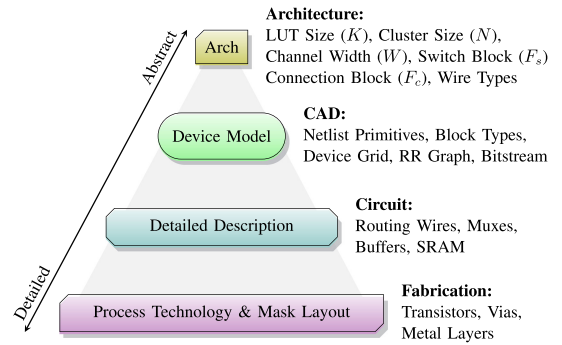 Abstract
Detailed
Arch
Architecture:
LUT Size (K), Cluster Size (N),
Channel Width (W), Switch Block (Fₛ)
Connection Block (F_c), Wire Types
Device Model
CAD:
Netlist Primitives, Block Types,
Device Grid, RR Graph, Bitstream
Detailed Description
Circuit:
Routing Wires, Muxes,
Buffers, SRAM
Process Technology & Mask Layout
Fabrication:
Transistors, Vias,
Metal Layers